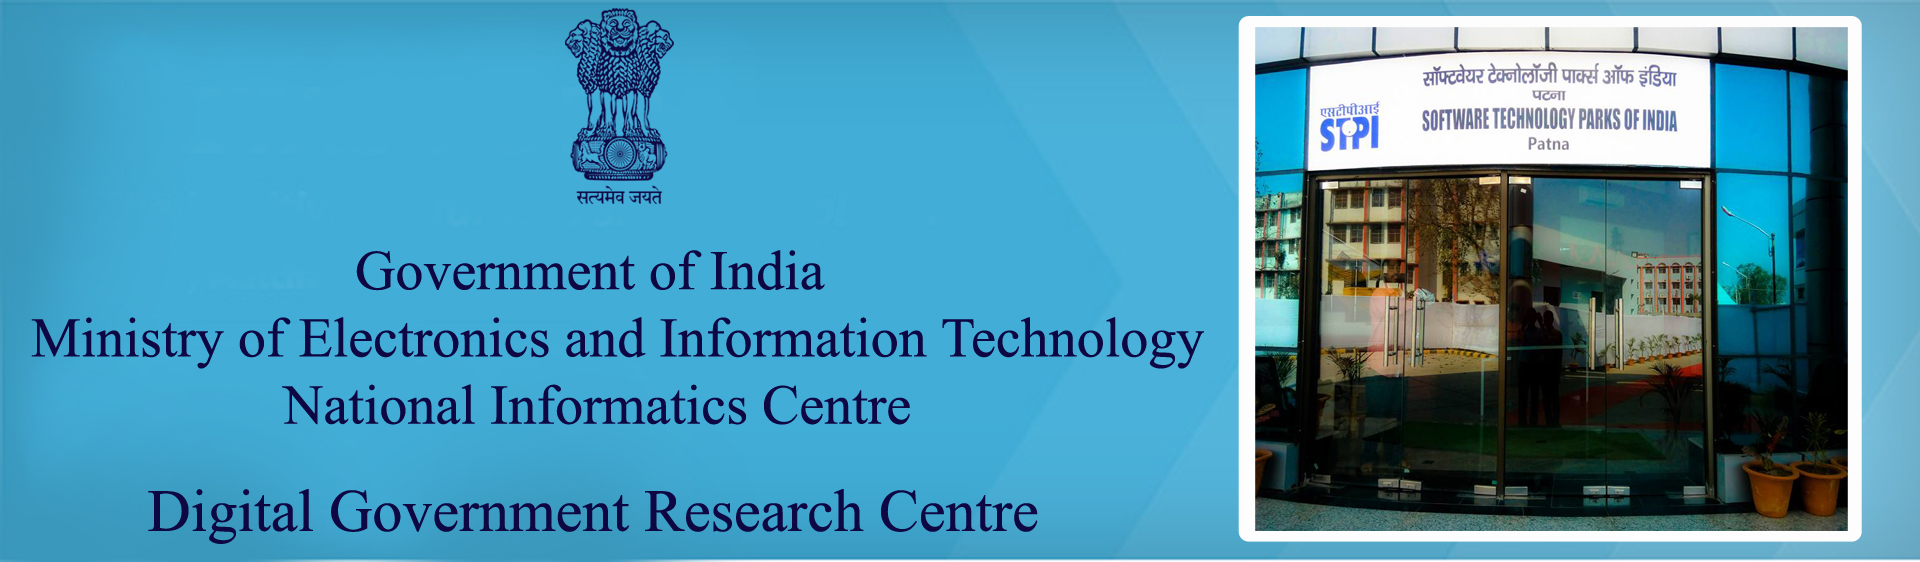 सत्यमेव जयते
Government of India
Ministry of Electronics and Information Technology
National Informatics Centre
Digital Government Research Centre
सॉफ्टवेयर टेक्नोलॉजी पार्क्स ऑफ इंडिया
पटना
एसटीपीआई
STPI
SOFTWARE TECHNOLOGY PARKS OF INDIA
Patna